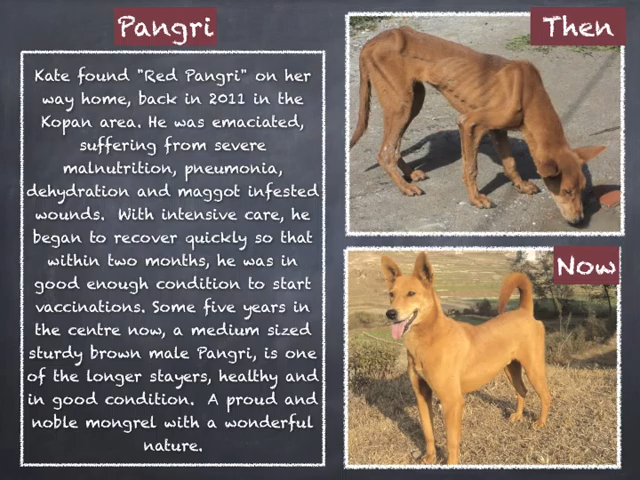 Pangri
Then
Kate found "Red Pangri" on her
way home, back in 2011 in the
Kopan area. He was emaciated,
suffering from severe
malnutrition, pneumonia,
dehydration and maggot infested
wounds.  With intensive care, he
began to recover quickly so that
within two months, he was in
good enough condition to start
vaccinations. Some five years in
the centre now, a medium sized
sturdy brown male Pangri, is one
of the longer stayers, healthy and
in good condition.  A proud and
noble mongrel with a wonderful
nature.
Now